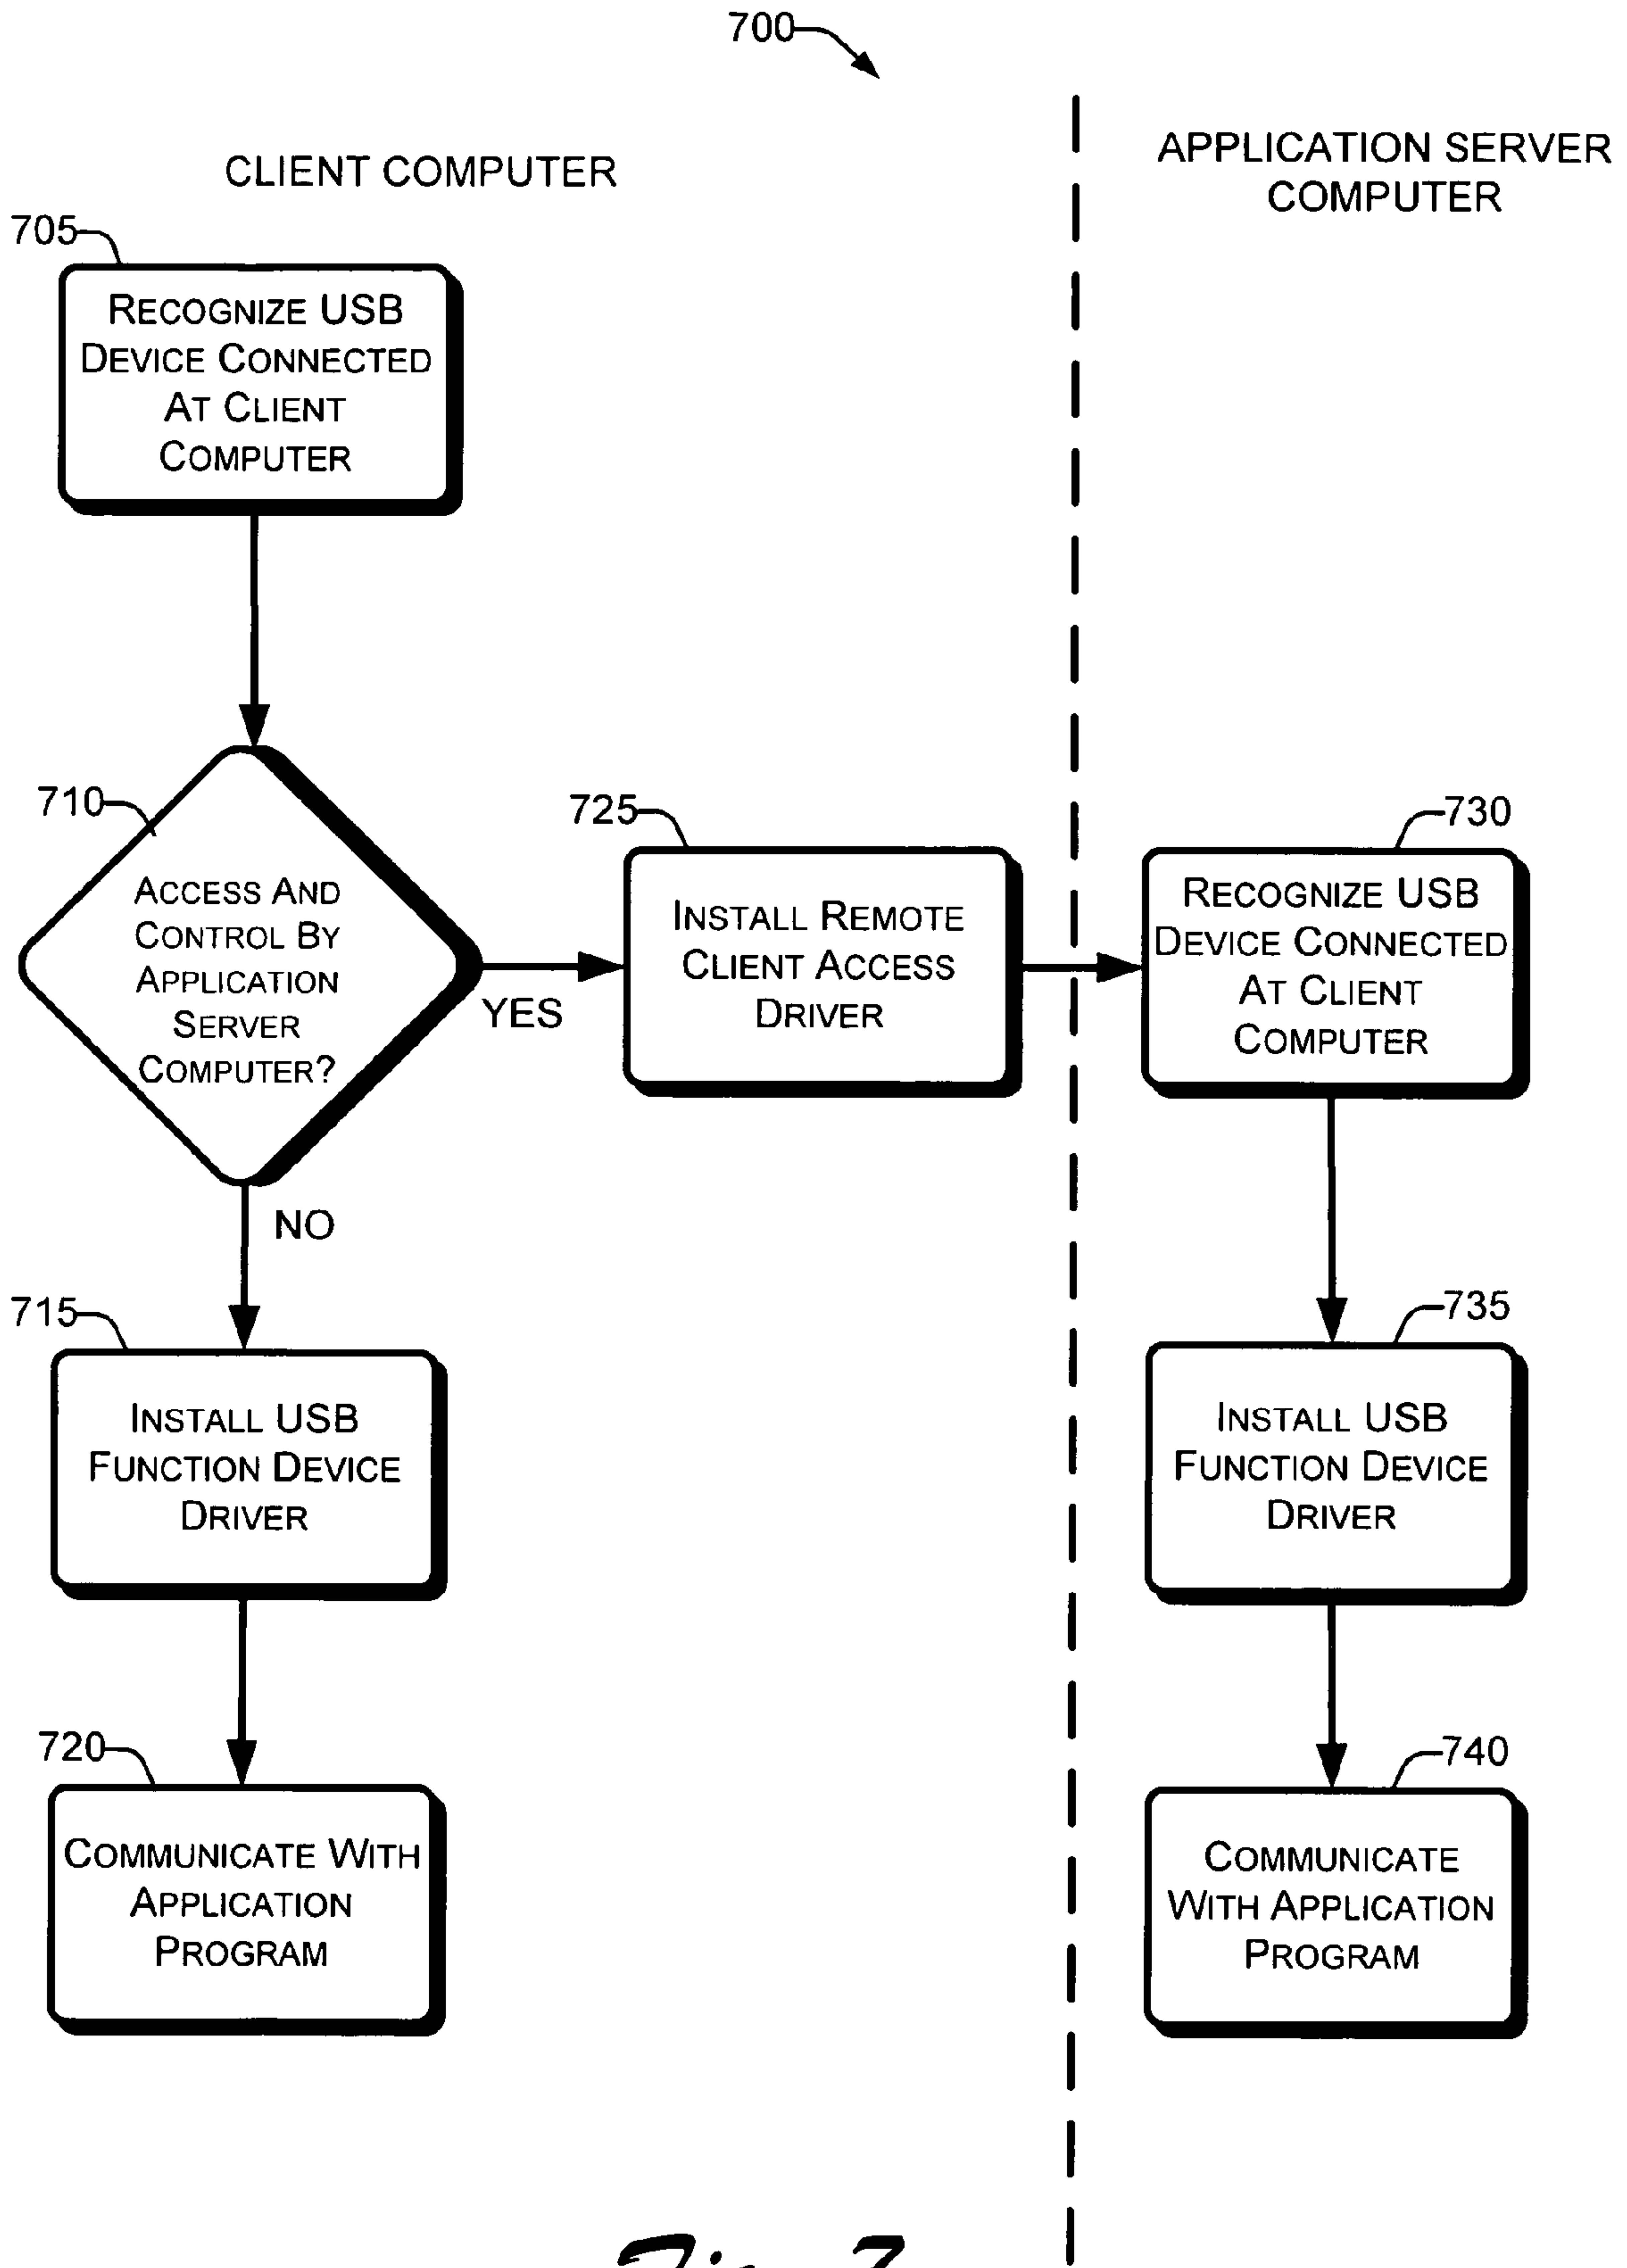 700
CLIENT COMPUTER
APPLICATION SERVER
COMPUTER
705
RECOGNIZE USB
DEVICE CONNECTED
AT CLIENT
COMPUTER
710
ACCESS AND
CONTROL BY
APPLICATION
SERVER
COMPUTER?
YES
NO
725
INSTALL REMOTE
CLIENT ACCESS
DRIVER
730
RECOGNIZE USB
DEVICE CONNECTED
AT CLIENT
COMPUTER
715
INSTALL USB
FUNCTION DEVICE
DRIVER
735
INSTALL USB
FUNCTION DEVICE
DRIVER
720
COMMUNICATE WITH
APPLICATION
PROGRAM
740
COMMUNICATE
WITH APPLICATION
PROGRAM